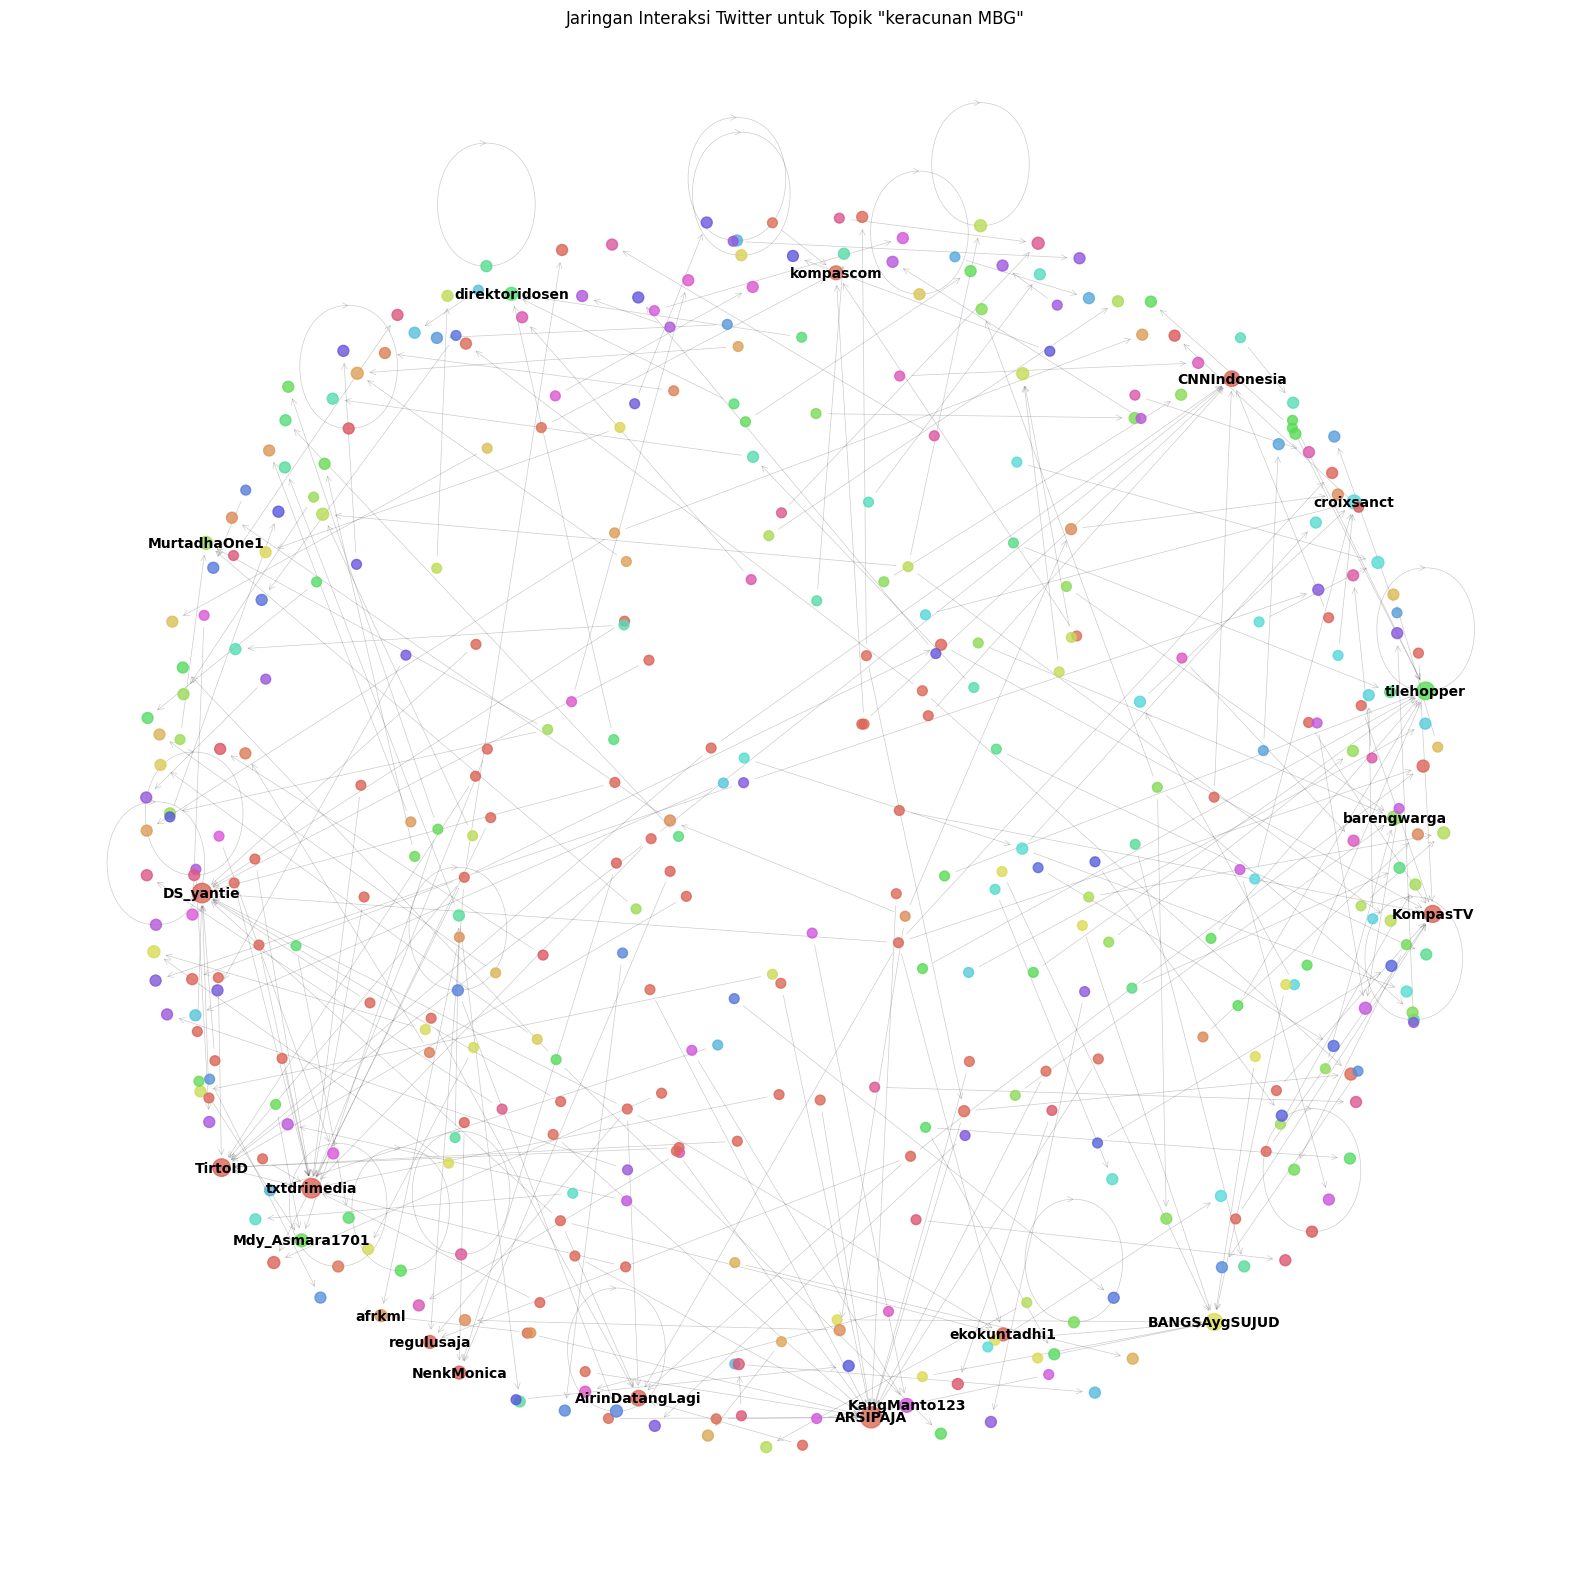 Jaringan Interaksi Twitter untuk Topik "keracunan MBG"
kompascom
direktoridosen
CNNIndonesia
croixsanct
MurtadhaOne1
tilehopper
barengwarga
DS_yantie
KompasTV
TirtoID
txtdrimedia
Mdy_Asmara1701
afrkml
BANGSAygSUJUD
ekokuntadhi1
regulusaja
NenkMonica
AirinDatangLagi
KangManto123
ARSIPAJA